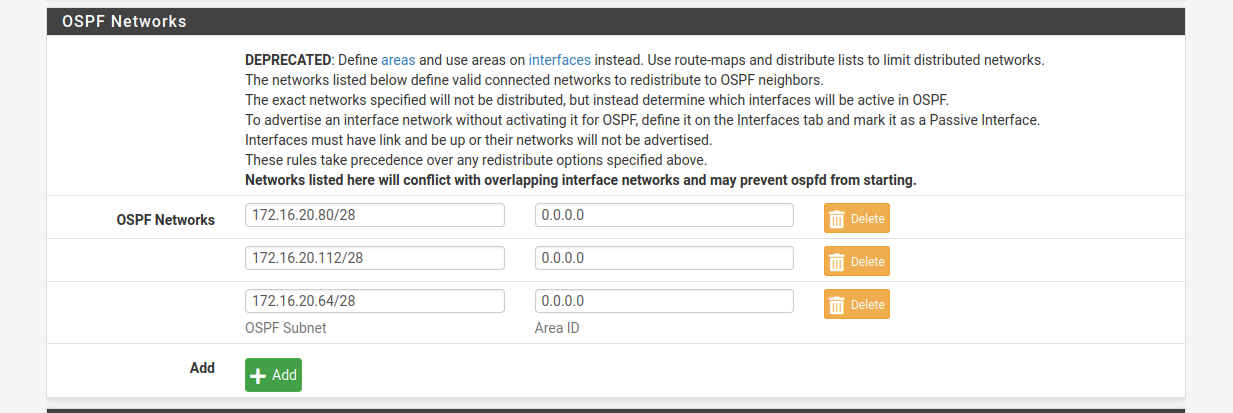 OSPF Networks
DEPRECATED: Define areas and use areas on interfaces instead. Use route-maps and distribute lists to limit distributed networks.
The networks listed below define valid connected networks to redistribute to OSPF neighbors.
The exact networks specified will not be distributed, but instead determine which interfaces will be active in OSPF.
To advertise an interface network without activating it for OSPF, define it on the Interfaces tab and mark it as a Passive Interface.
Interfaces must have link and be up or their networks will not be advertised.
These rules take precedence over any redistribute options specified above.
Networks listed here will conflict with overlapping interface networks and may prevent ospfd from starting.
OSPF Networks 172.16.20.80/28 0.0.0.0 Delete
172.16.20.112/28 0.0.0.0 Delete
172.16.20.64/28 0.0.0.0 Delete
OSPF Subnet Area ID
Add Add